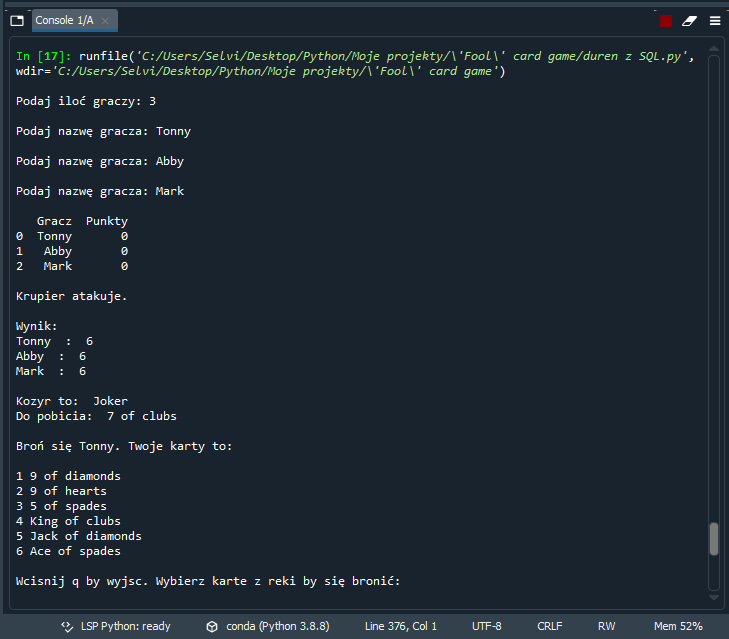 Console 1/A
In [17]: runfile('C:/Users/Selvi/Desktop/Python/Moje projekty/\'Fool\' card game/duren z SQL.py',
wdir='C:/Users/Selvi/Desktop/Python/Moje projekty/\'Fool\' card game')
Podaj iloć graczy: 3
Podaj nazwę gracza: Tonny
Podaj nazwę gracza: Abby
Podaj nazwę gracza: Mark
Gracz Punkty
0 Tonny 0
1 Abby 0
2 Mark 0
Krupier atakuje.
Wynik:
Tonny : 6
Abby : 6
Mark : 6
Kozyr to: Joker
Do pobicia: 7 of clubs
Broń się Tonny. Twoje karty to:
1 9 of diamonds
2 9 of hearts
3 5 of spades
4 King of clubs
5 Jack of diamonds
6 Ace of spades
Wcisnij q by wyjsc. Wybierz karte z reki by się bronić:
LSP Python: ready conda (Python 3.8.8) Line 376, Col 1 UTF-8 CRLF RW Mem 52%